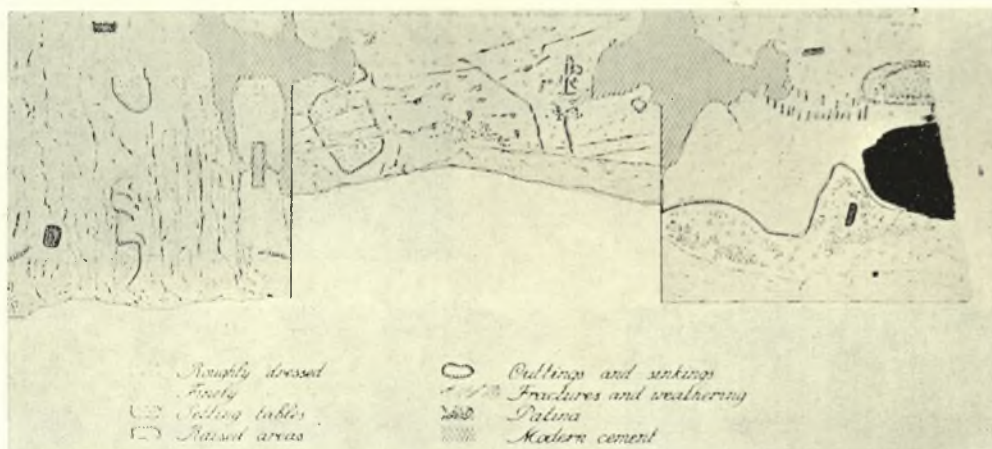 Roughly dressed
Finely
Setting tables
Raised areas
Cuttings and sinkings
Fractures and weathering
Patina
Modern cement